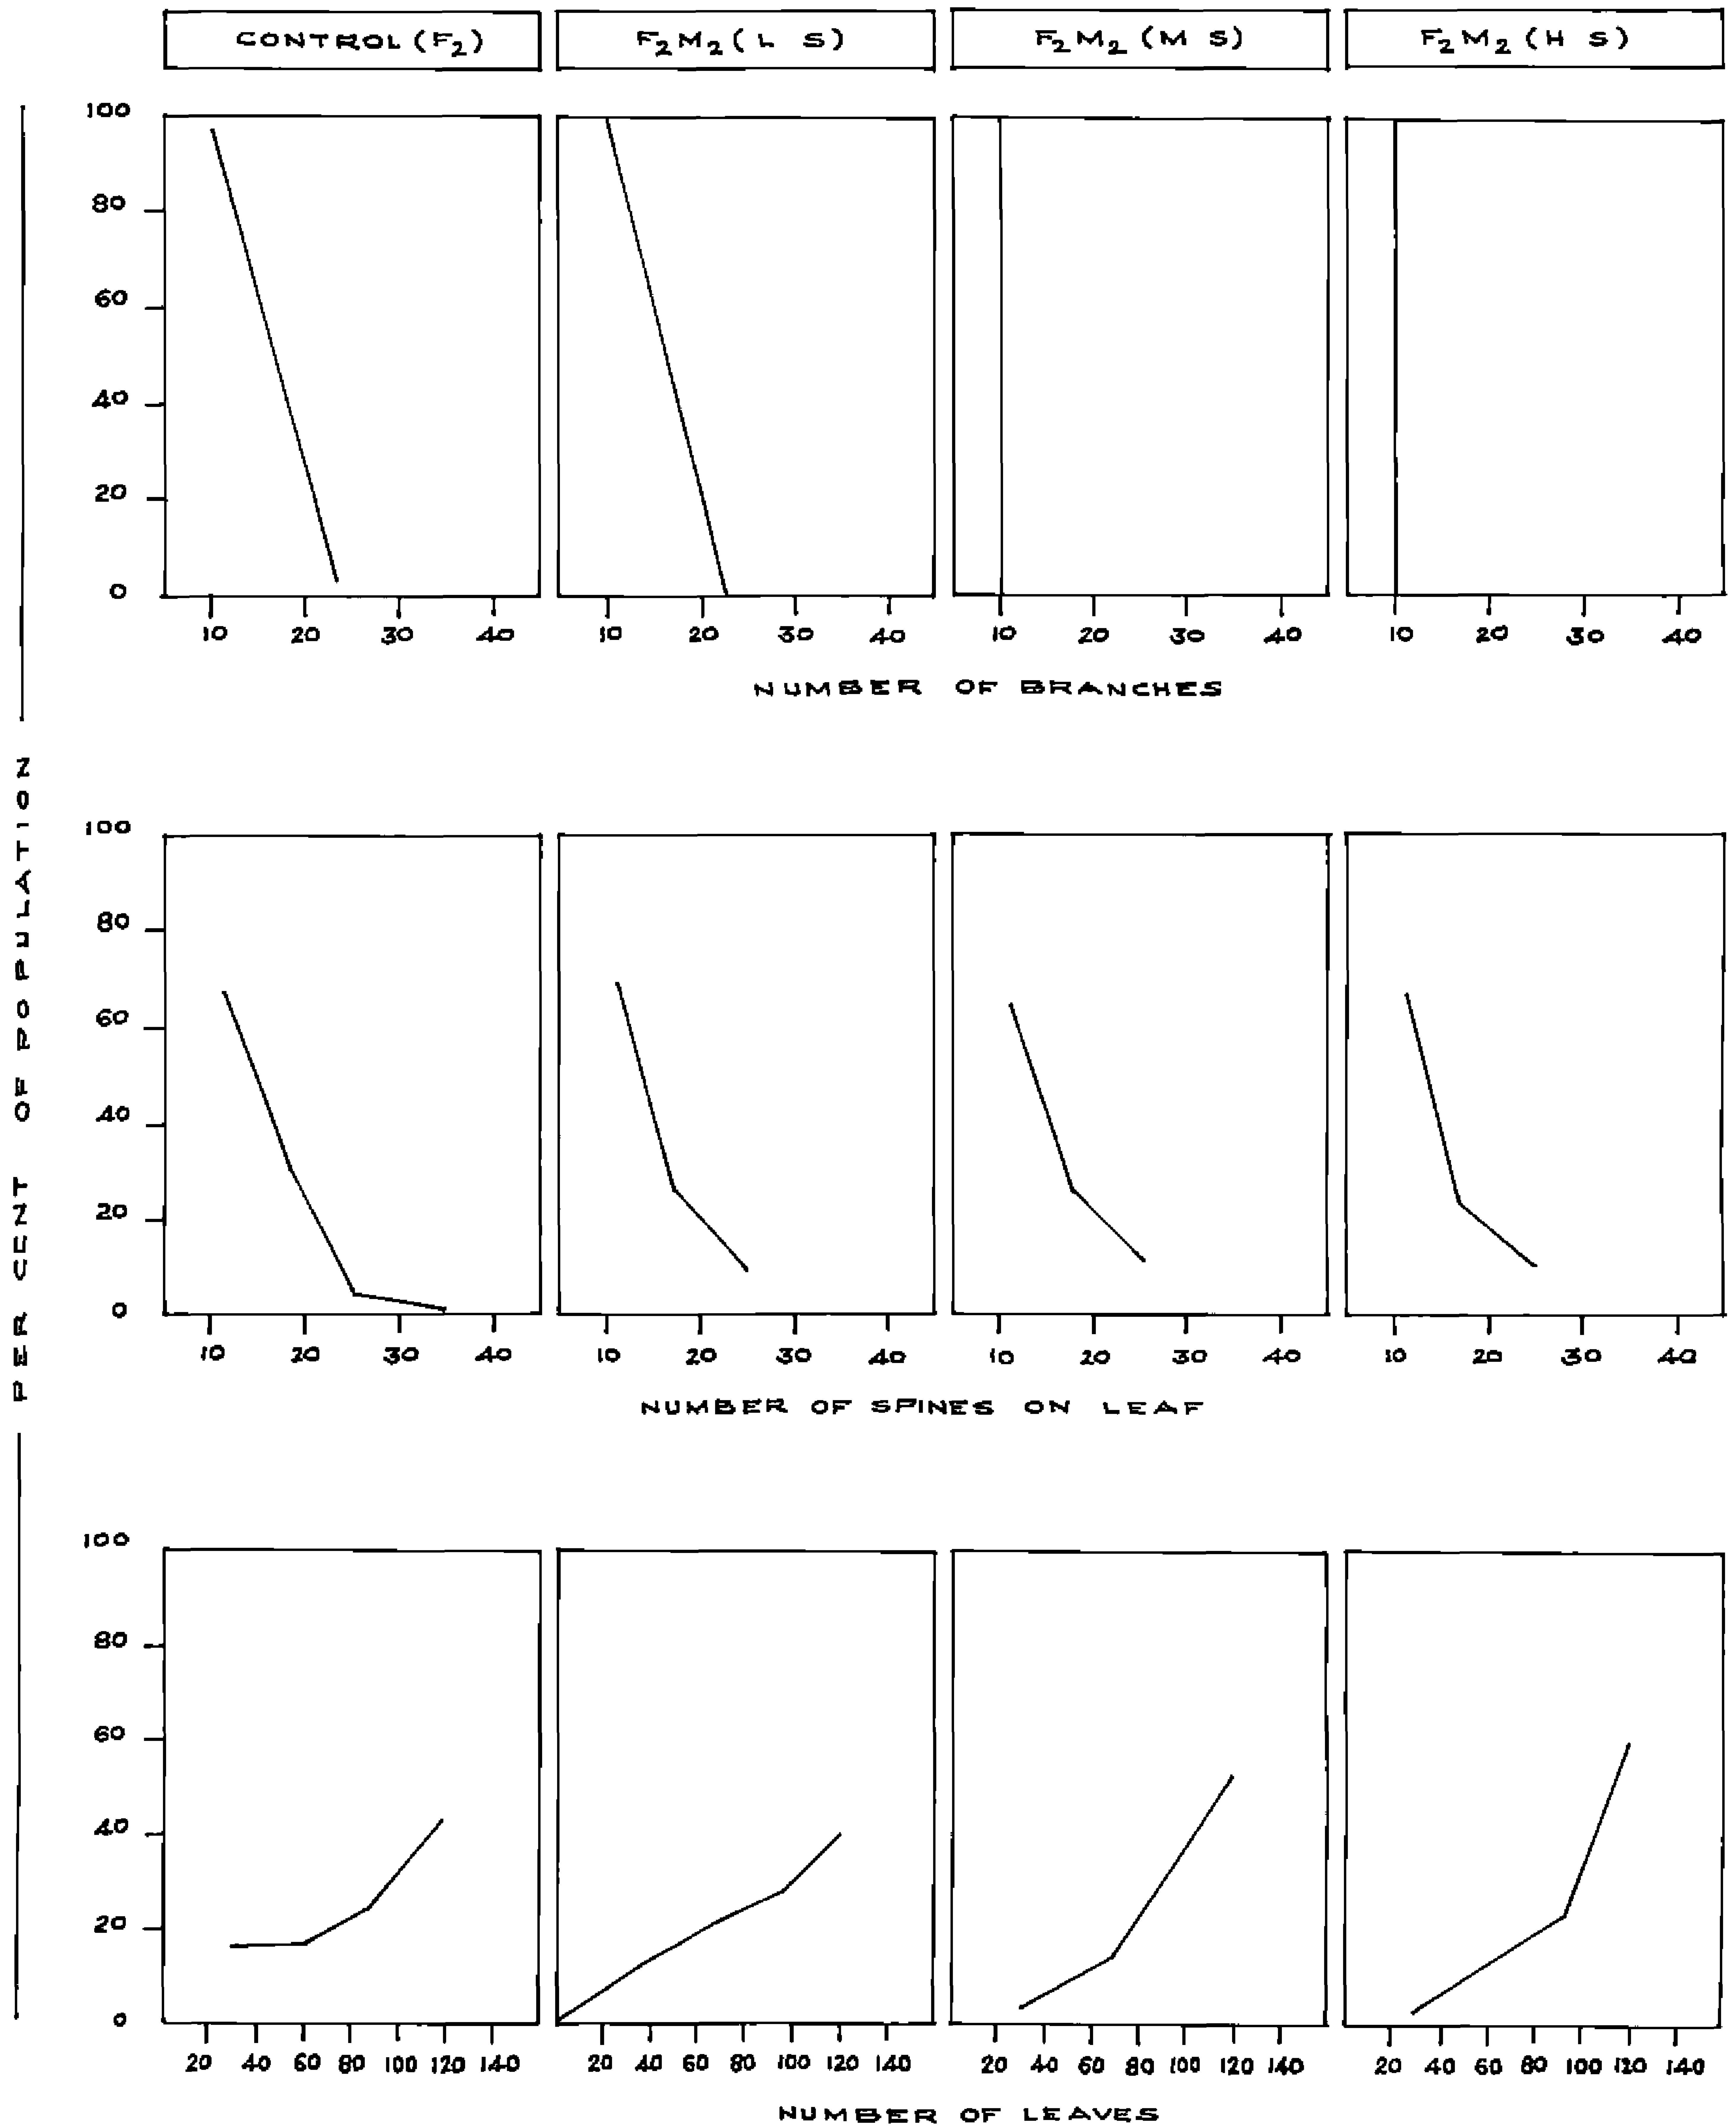 CONTROL (F₂) F₂M₂ (L S) F₂M₂ (M S) F₂M₂ (H S)
PER CENT OF POPULATION
100
80
60
40
20
0
10 20 30 40 10 20 30 40 10 20 30 40 10 20 30 40
NUMBER OF BRANCHES
100
80
60
40
20
0
10 20 30 40 10 20 30 40 10 20 30 40 10 20 30 40
NUMBER OF SPINES ON LEAF
100
80
60
40
20
0
20 40 60 80 100 120 140 20 40 60 80 100 120 140 20 40 60 80 100 120 140 20 40 60 80 100 120 140
NUMBER OF LEAVES